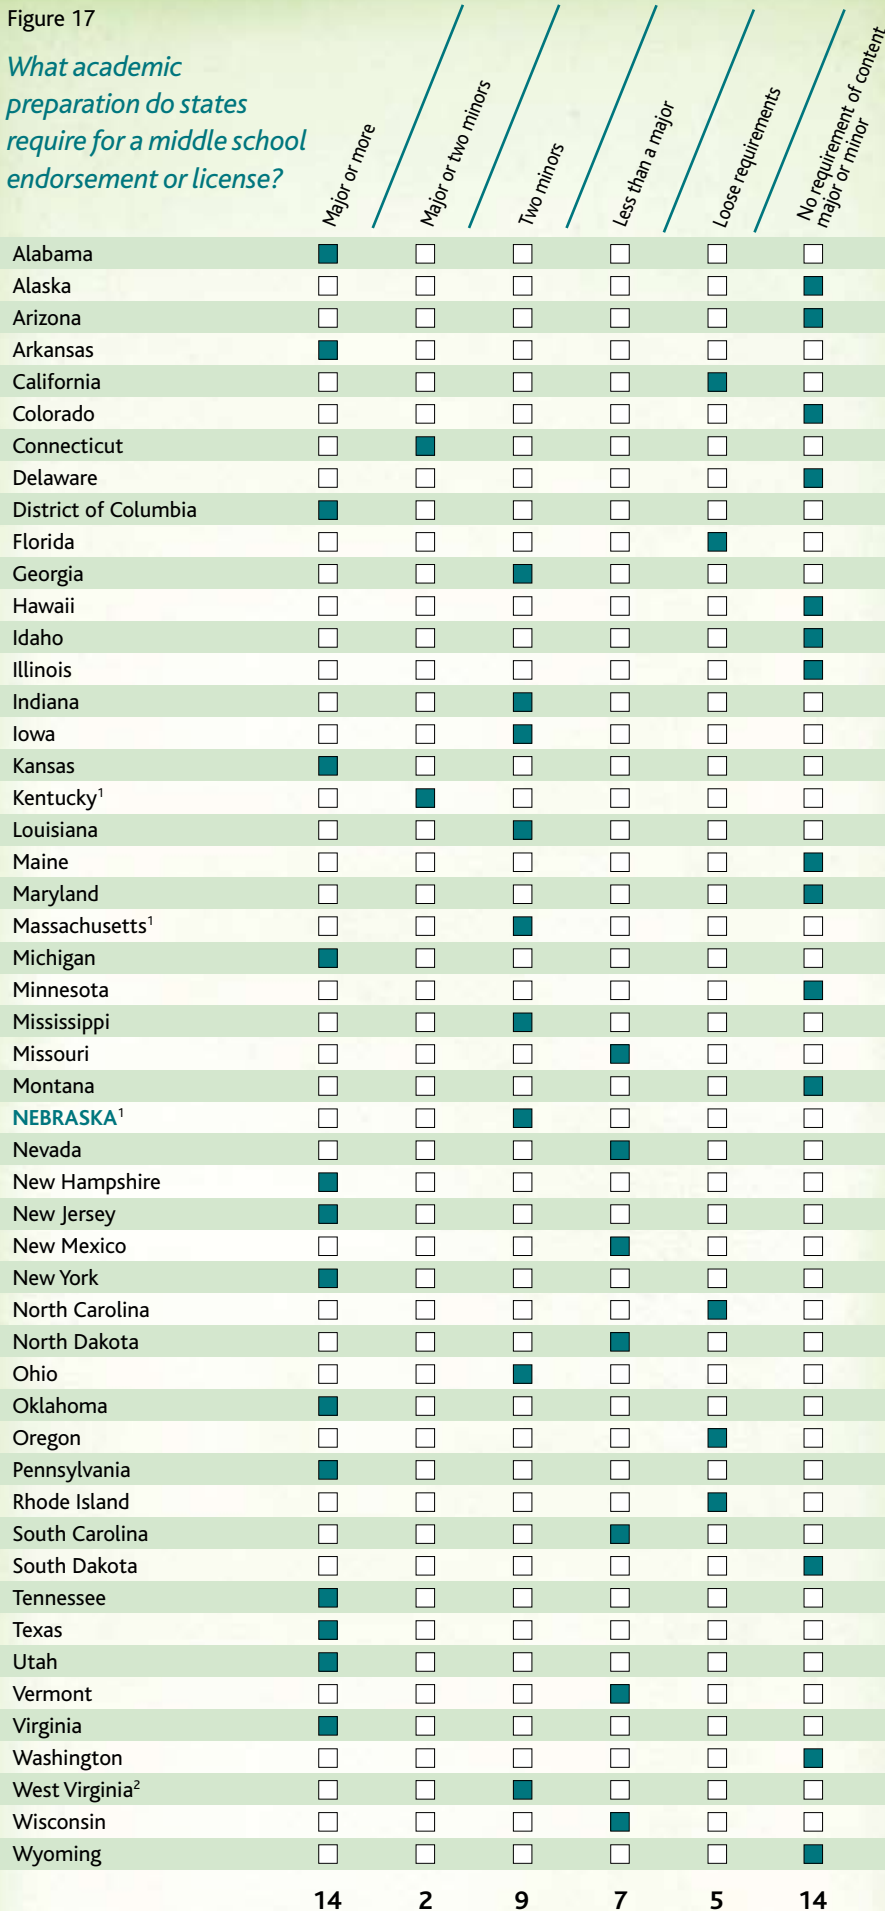 Figure 17
What academic
preparation do states
require for a middle school
endorsement or license?
Major or more
Major or two minors
Two minors
Less than a major
Loose requirements
No requirement of content
major or minor
Alabama
Alaska
Arizona
Arkansas
California
Colorado
Connecticut
Delaware
District of Columbia
Florida
Georgia
Hawaii
Idaho
Illinois
Indiana
Iowa
Kansas
Kentucky¹
Louisiana
Maine
Maryland
Massachusetts¹
Michigan
Minnesota
Mississippi
Missouri
Montana
NEBRASKA¹
Nevada
New Hampshire
New Jersey
New Mexico
New York
North Carolina
North Dakota
Ohio
Oklahoma
Oregon
Pennsylvania
Rhode Island
South Carolina
South Dakota
Tennessee
Texas
Utah
Vermont
Virginia
Washington
West Virginia²
Wisconsin
Wyoming
14 2 9 7 5 14